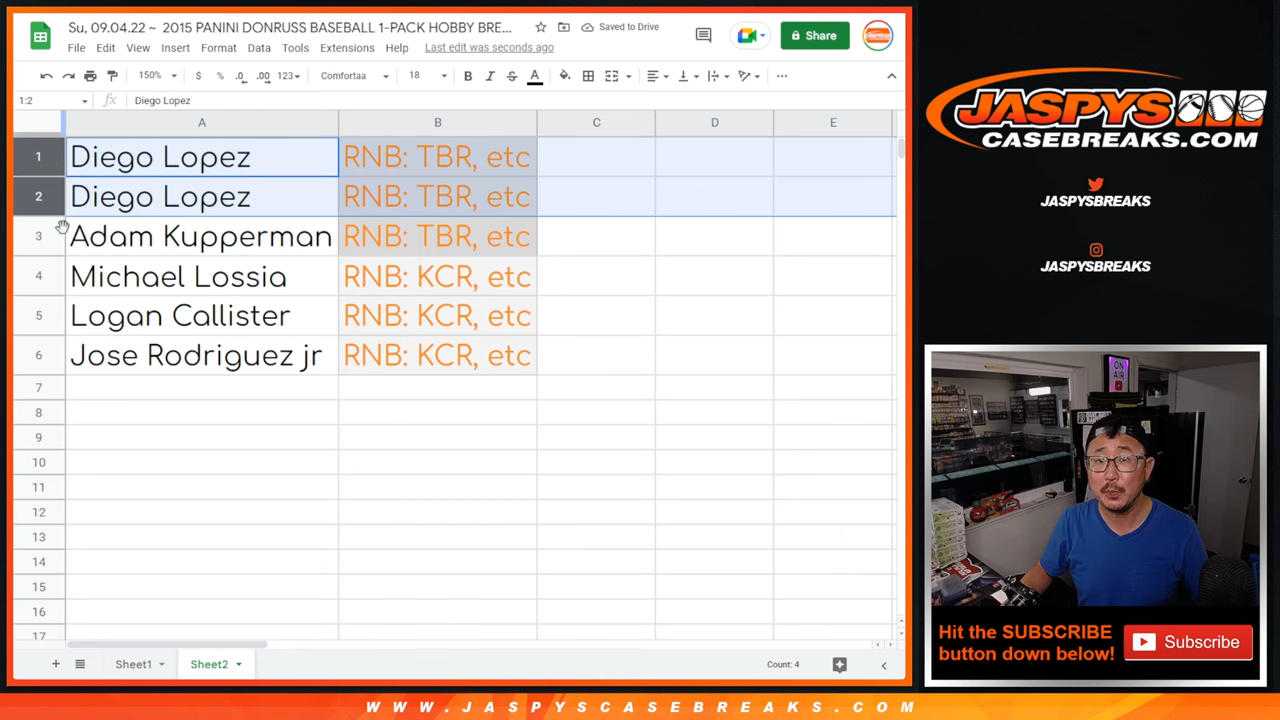 Su, 09.04.22 ~ 2015 PANINI DONRUSS BASEBALL 1-PACK HOBBY BRE...
Saved to Drive
Share
File Edit View Insert Format Data Tools Extensions Help Last edit was seconds ago
150% $ % .0 .00 123 Comfortaa 18 B I S A
1:2 fx Diego Lopez
A B C D E
1 Diego Lopez RNB: TBR, etc
2 Diego Lopez RNB: TBR, etc
3 Adam Kupperman RNB: TBR, etc
4 Michael Lossia RNB: KCR, etc
5 Logan Callister RNB: KCR, etc
6 Jose Rodriguez jr RNB: KCR, etc
7
8
9
10
11
12
13
14
15
16
17
Sheet1 Sheet2 Count: 4
JASPYS
CASEBREAKS.COM
JASPYSBREAKS
JASPYSBREAKS
ON AIR
Hit the SUBSCRIBE
button down below!
Subscribe
WWW.JASPYSCASEBREAKS.COM